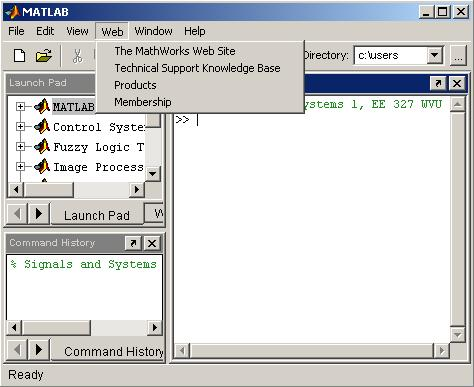 MATLAB
File Edit View Web Window Help
Directory: c:\users ...
The MathWorks Web Site
Technical Support Knowledge Base
Products
Membership
Launch Pad
MATLAB
Control System
Fuzzy Logic T
Image Process
Launch Pad
ystems 1, EE 327 WVU
>>
Command History
% Signals and Systems
Command History
Ready